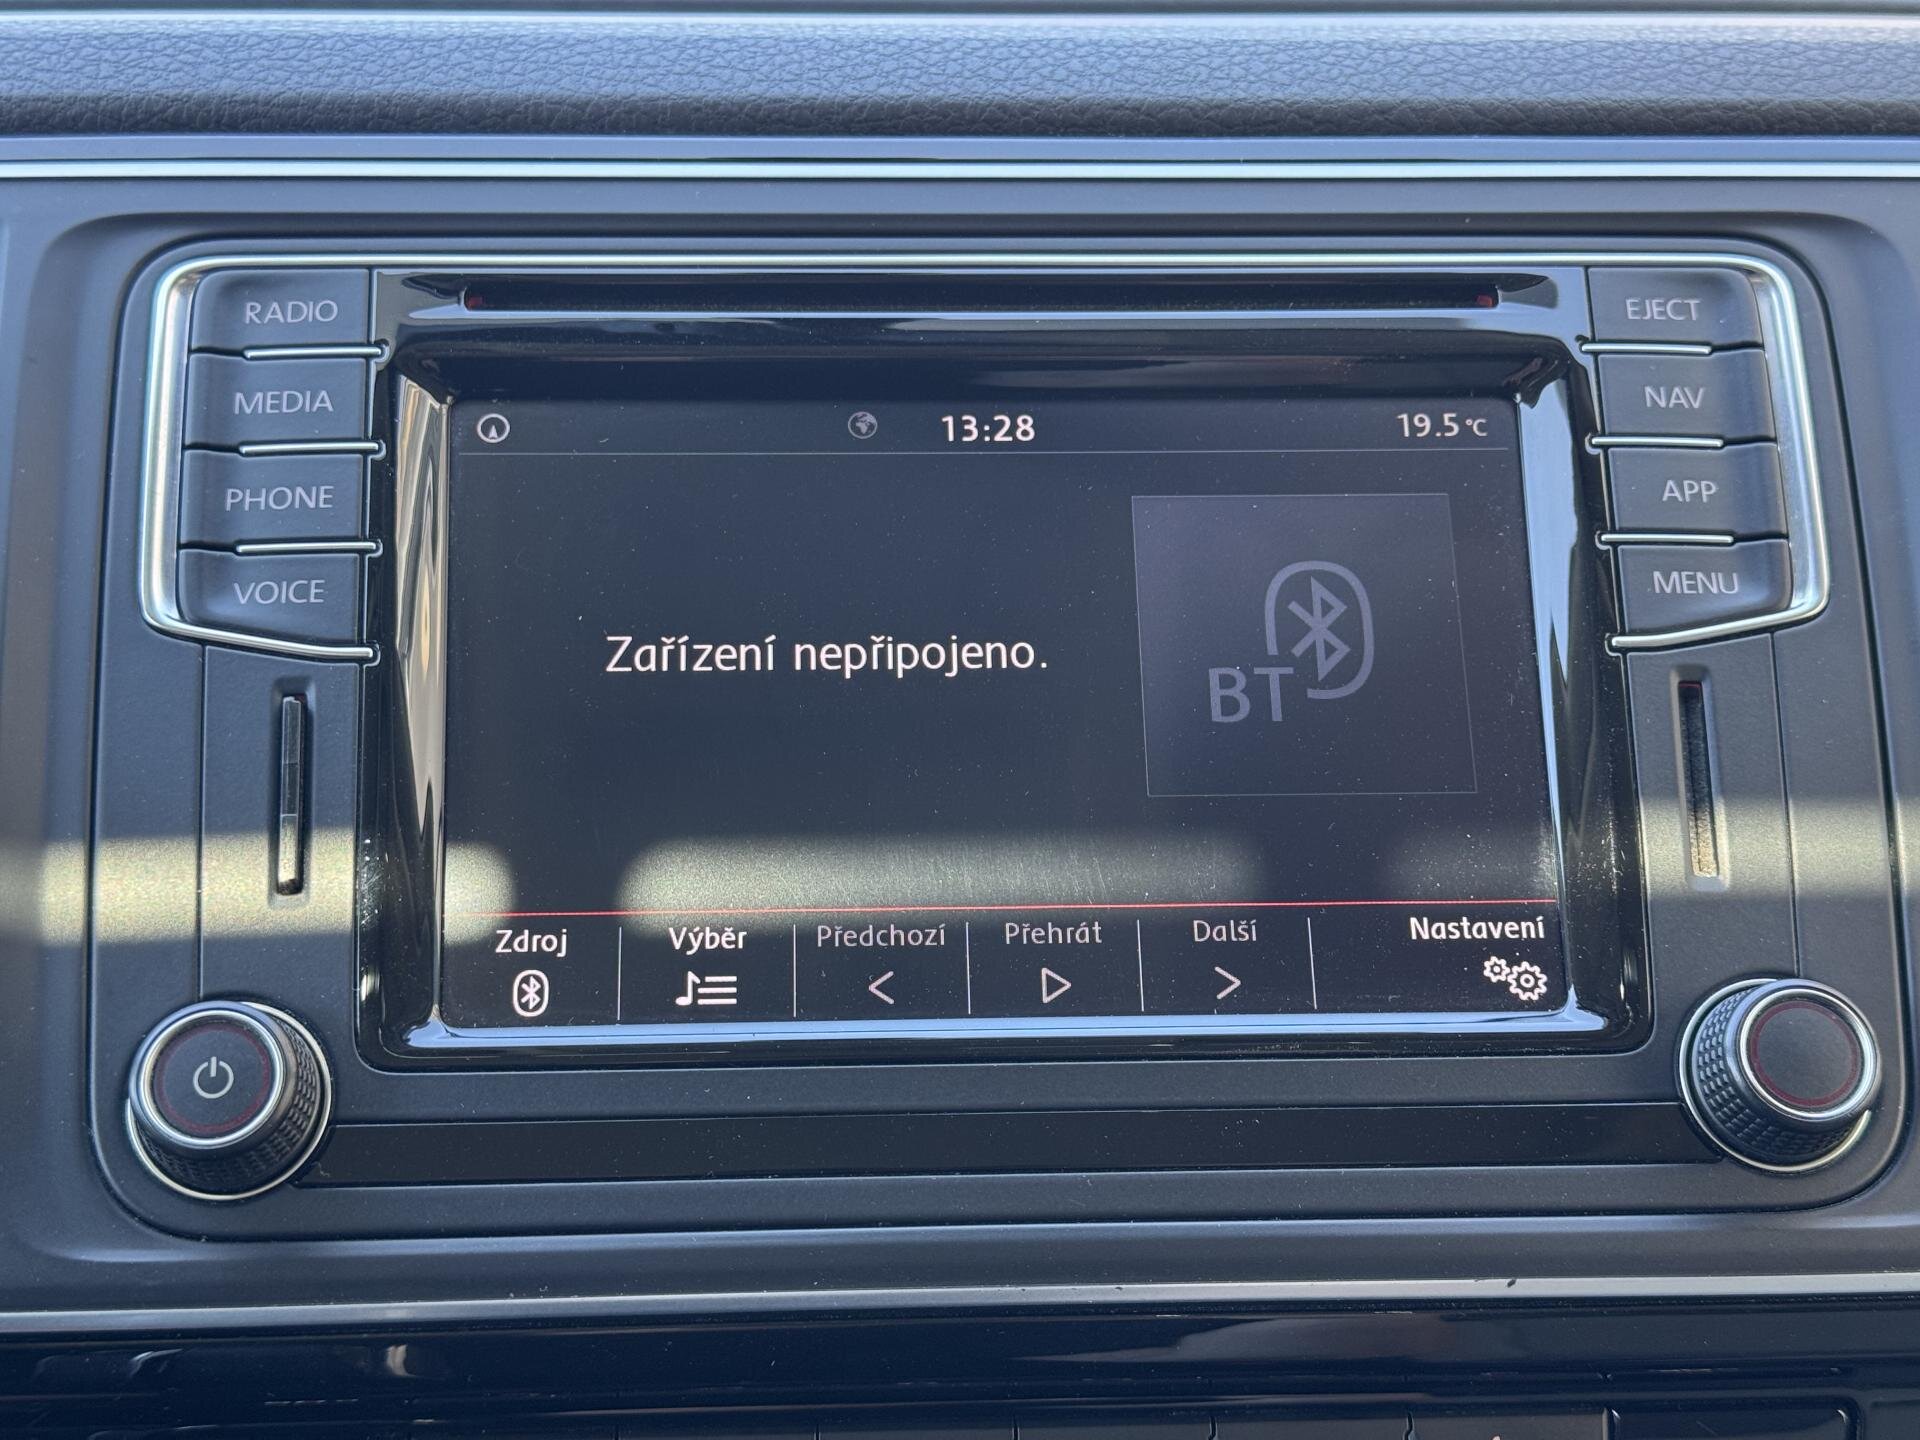 RADIO
MEDIA
PHONE
VOICE
EJECT
NAV
APP
MENU
13:28
19.5°C
Zařízení nepřipojeno.
BT
Zdroj
Výběr
Předchozí
Přehrát
Další
Nastavení